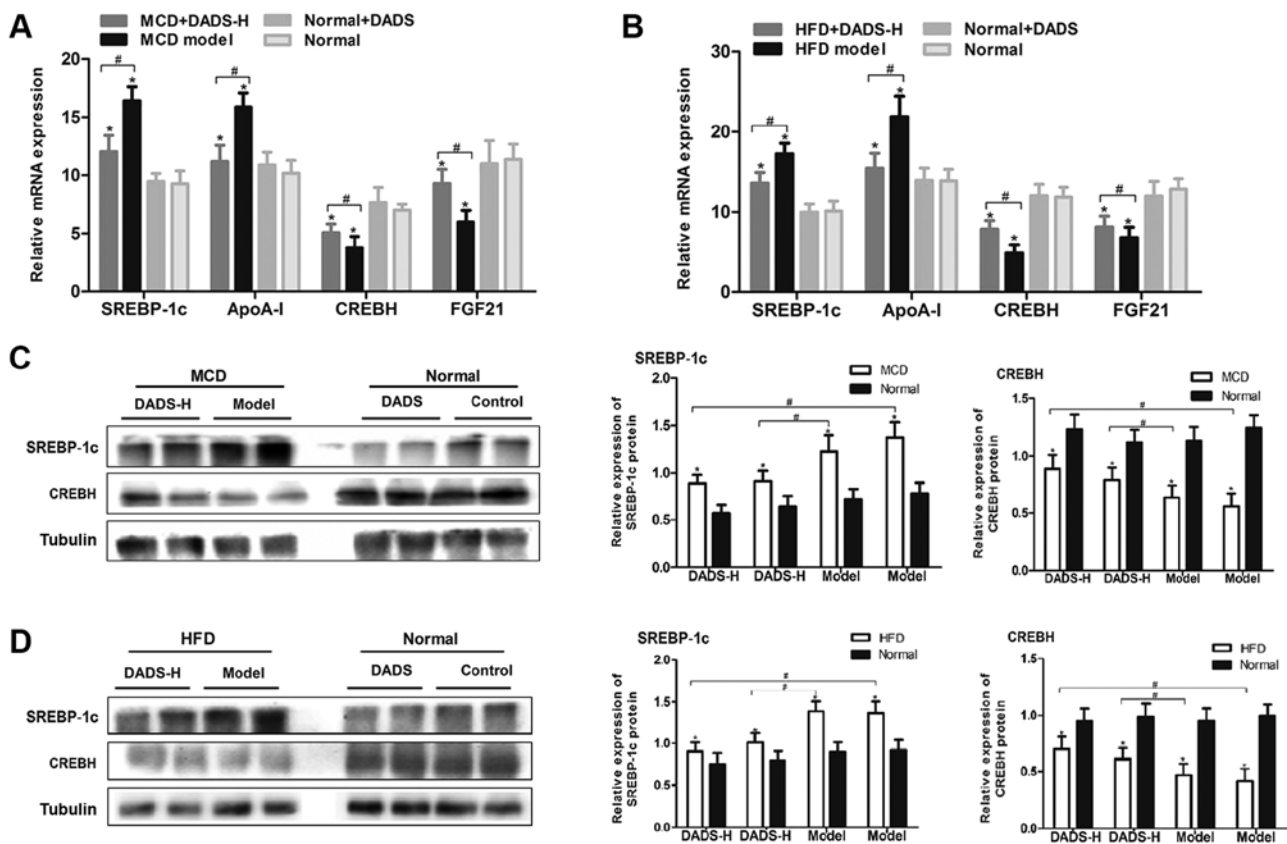 A
MCD+DADS-H
Normal+DADS
MCD model
Normal
Relative mRNA expression
20
15
10
5
0
# * *
# * *
# * *
# * *
SREBP-1c
ApoA-I
CREBH
FGF21
B
HFD+DADS-H
Normal+DADS
HFD model
Normal
Relative mRNA expression
30
20
10
0
# * *
# * *
# * *
# * *
SREBP-1c
ApoA-I
CREBH
FGF21
C
MCD
Normal
DADS-H
Model
DADS
Control
SREBP-1c
CREBH
Tubulin
SREBP-1c
MCD
Normal
Relative expression of
SREBP-1c protein
2.0
1.5
1.0
0.5
0.0
#
#
* * * *
DADS-H
DADS-H
Model
Model
CREBH
MCD
Normal
Relative expression of
CREBH protein
1.5
1.0
0.5
0.0
#
#
* * * *
DADS-H
DADS-H
Model
Model
D
HFD
Normal
DADS-H
Model
DADS
Control
SREBP-1c
CREBH
Tubulin
SREBP-1c
HFD
Normal
Relative expression of
SREBP-1c protein
2.0
1.5
1.0
0.5
0.0
#
#
* * * *
DADS-H
DADS-H
Model
Model
CREBH
HFD
Normal
Relative expression of
CREBH protein
1.5
1.0
0.5
0.0
#
#
* * * *
DADS-H
DADS-H
Model
Model